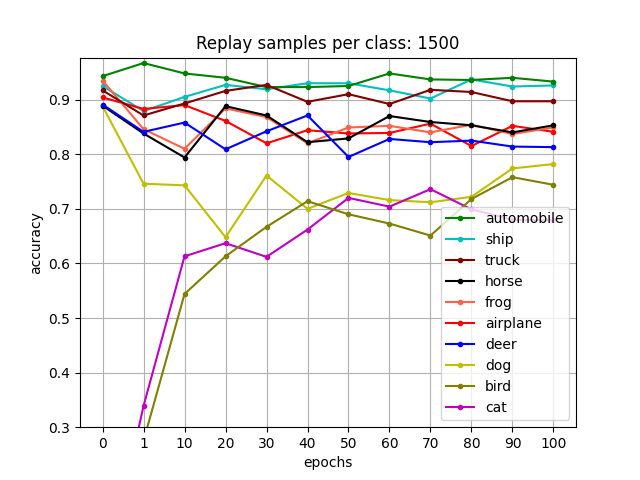 Replay samples per class: 1500
accuracy
0.9
0.8
0.7
0.6
0.5
0.4
0.3
automobile
ship
truck
horse
frog
airplane
deer
dog
bird
cat
0 1 10 20 30 40 50 60 70 80 90 100
epochs